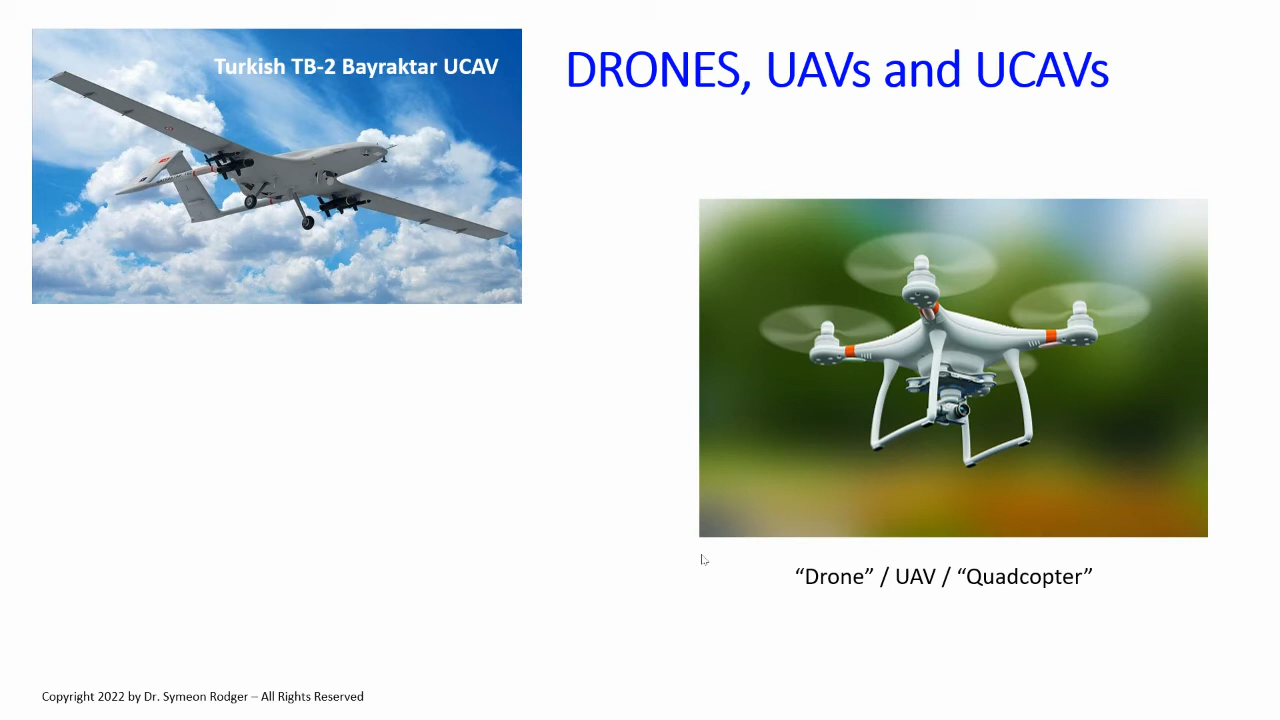 Turkish TB-2 Bayraktar UCAV
DRONES, UAVs and UCAVs
“Drone” / UAV / “Quadcopter”
Copyright 2022 by Dr. Symeon Rodger – All Rights Reserved